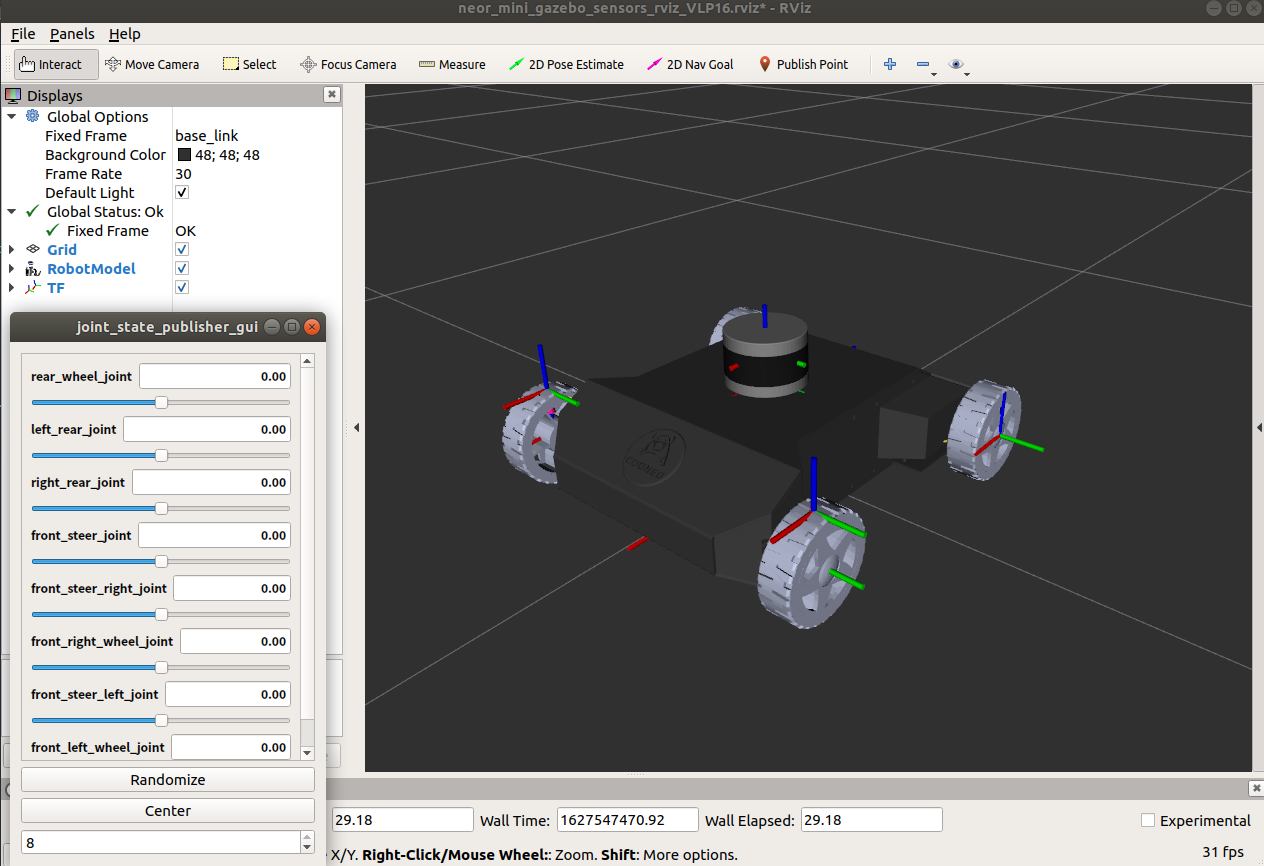 neor_mini_gazebo_sensors_rviz_VLP16.rviz* - RViz
File Panels Help
Interact Move Camera Select Focus Camera Measure 2D Pose Estimate 2D Nav Goal Publish Point
Displays
Global Options
Fixed Frame base_link
Background Color 48; 48; 48
Frame Rate 30
Default Light
Global Status: Ok
Fixed Frame OK
Grid
RobotModel
TF
joint_state_publisher_gui
rear_wheel_joint 0.00
left_rear_joint 0.00
right_rear_joint 0.00
front_steer_joint 0.00
front_steer_right_joint 0.00
front_right_wheel_joint 0.00
front_steer_left_joint 0.00
front_left_wheel_joint 0.00
Randomize
Center
8
COONEO
29.18 Wall Time: 1627547470.92 Wall Elapsed: 29.18 Experimental
X/Y. Right-Click/Mouse Wheel:: Zoom. Shift: More options. 31 fps